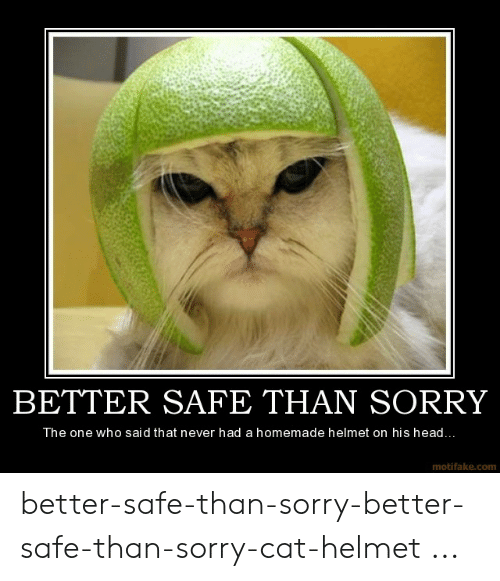 BETTER SAFE THAN SORRY
The one who said that never had a homemade helmet on his head...
motifake.com
better-safe-than-sorry-better-
safe-than-sorry-cat-helmet ...